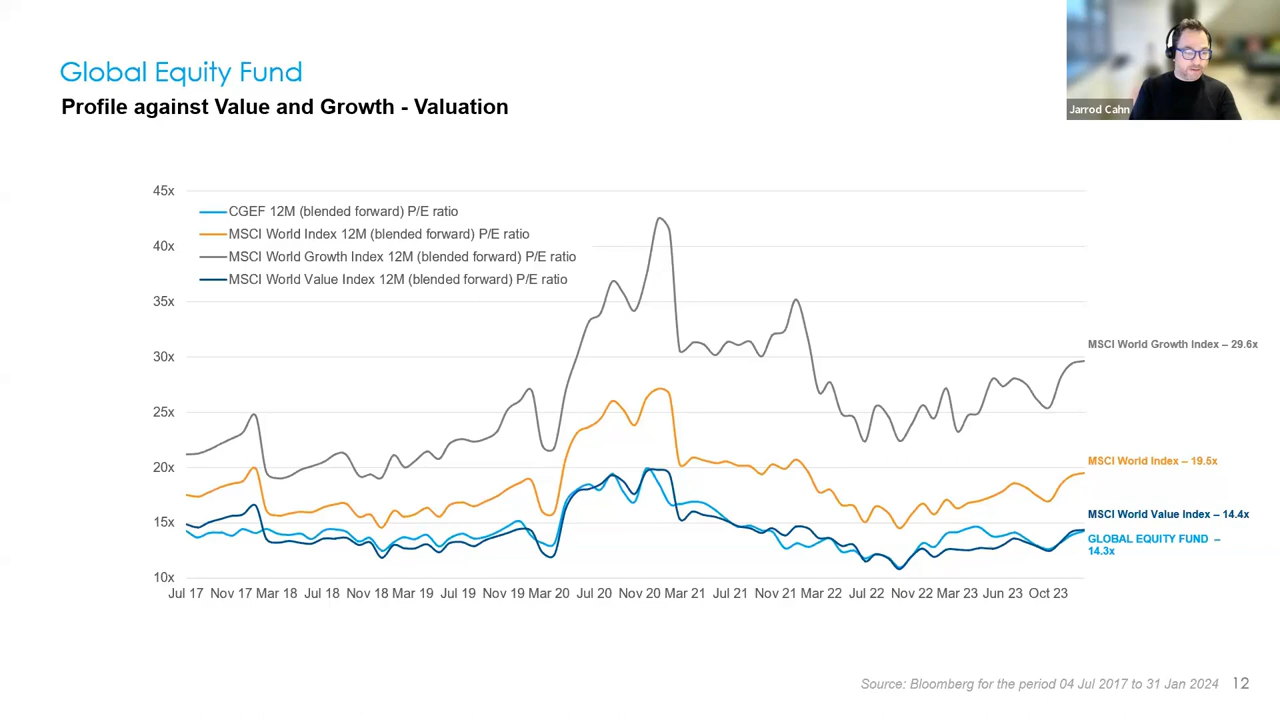 Global Equity Fund
Profile against Value and Growth - Valuation
Jarrod Cahn
45x
40x
35x
30x
25x
20x
15x
10x
CGEF 12M (blended forward) P/E ratio
MSCI World Index 12M (blended forward) P/E ratio
MSCI World Growth Index 12M (blended forward) P/E ratio
MSCI World Value Index 12M (blended forward) P/E ratio
MSCI World Growth Index – 29.6x
MSCI World Index – 19.5x
MSCI World Value Index – 14.4x
GLOBAL EQUITY FUND –
14.3x
Jul 17 Nov 17 Mar 18 Jul 18 Nov 18 Mar 19 Jul 19 Nov 19 Mar 20 Jul 20 Nov 20 Mar 21 Jul 21 Nov 21 Mar 22 Jul 22 Nov 22 Mar 23 Jun 23 Oct 23
Source: Bloomberg for the period 04 Jul 2017 to 31 Jan 2024 12